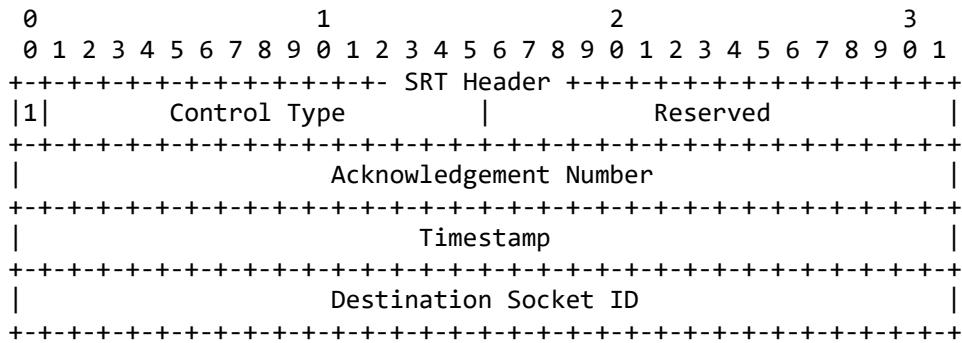 0                   1                   2                   3
 0 1 2 3 4 5 6 7 8 9 0 1 2 3 4 5 6 7 8 9 0 1 2 3 4 5 6 7 8 9 0 1
+-+-+-+-+-+-+-+-+-+-+-+-+- SRT Header +-+-+-+-+-+-+-+-+-+-+-+-+-+
|1|        Control Type         |           Reserved            |
+-+-+-+-+-+-+-+-+-+-+-+-+-+-+-+-+-+-+-+-+-+-+-+-+-+-+-+-+-+-+-+-+
|                     Acknowledgement Number                    |
+-+-+-+-+-+-+-+-+-+-+-+-+-+-+-+-+-+-+-+-+-+-+-+-+-+-+-+-+-+-+-+-+
|                           Timestamp                           |
+-+-+-+-+-+-+-+-+-+-+-+-+-+-+-+-+-+-+-+-+-+-+-+-+-+-+-+-+-+-+-+-+
|                     Destination Socket ID                     |
+-+-+-+-+-+-+-+-+-+-+-+-+-+-+-+-+-+-+-+-+-+-+-+-+-+-+-+-+-+-+-+-+